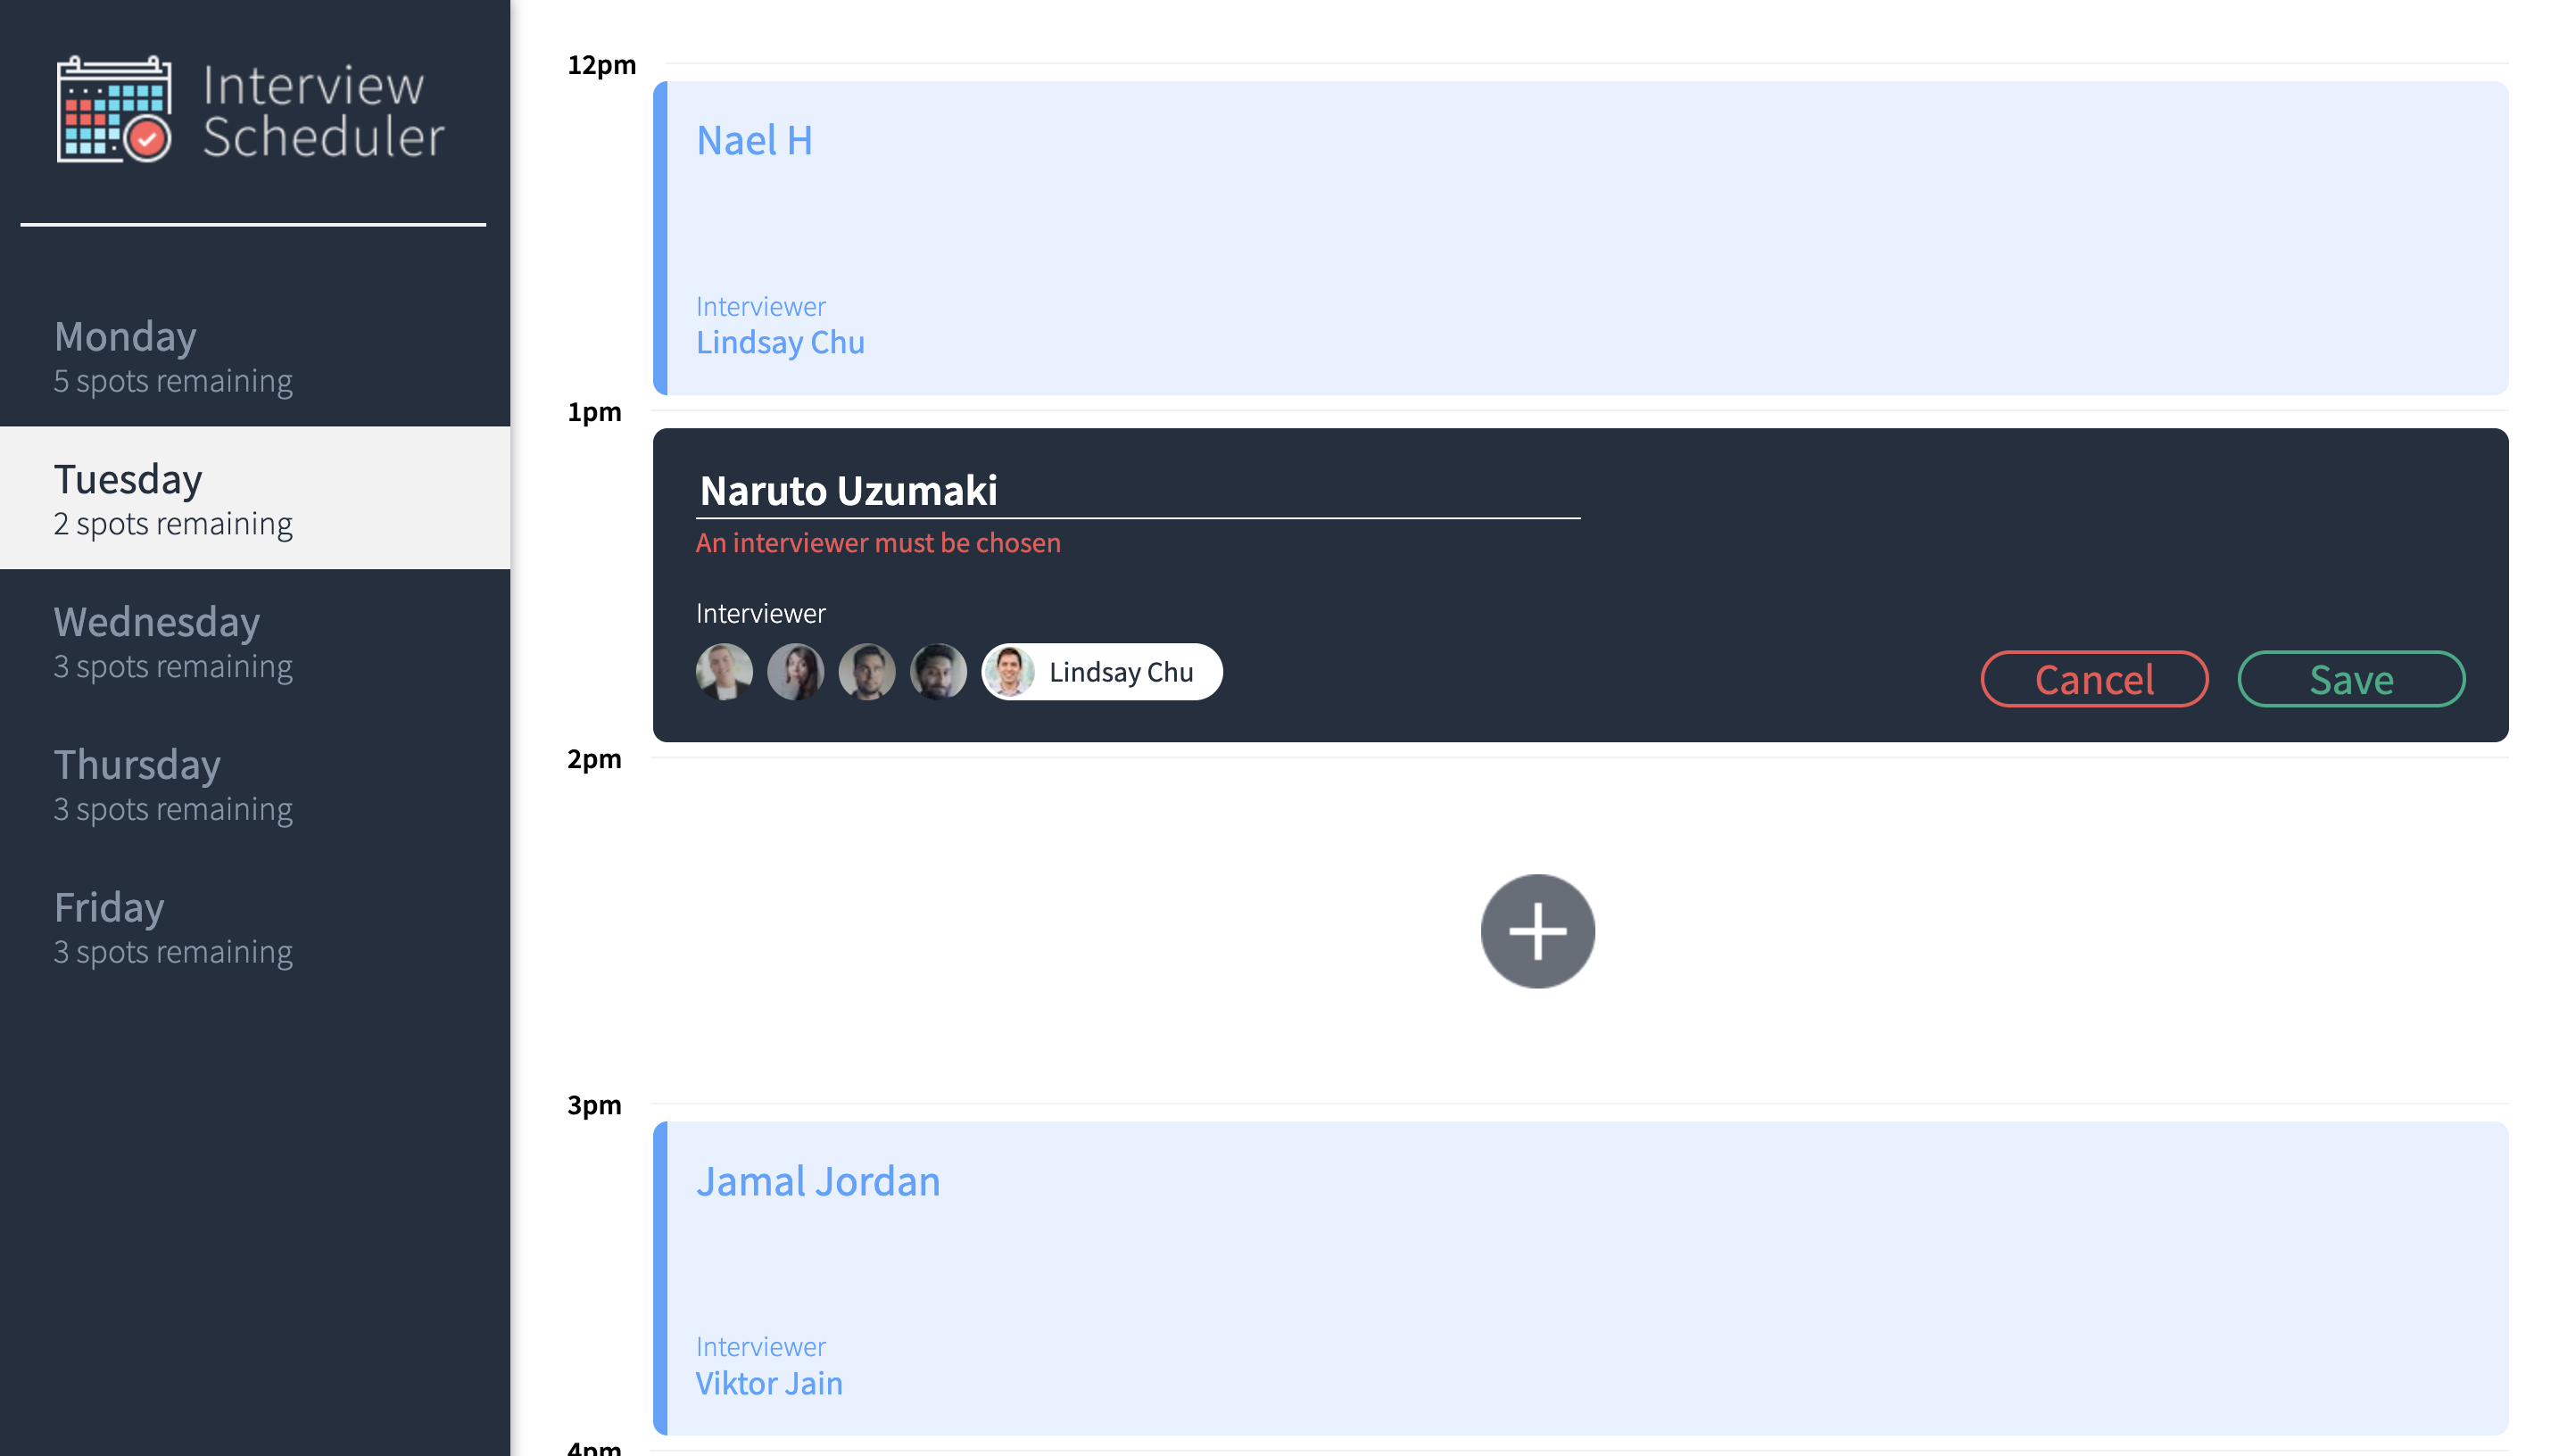 Interview
Scheduler
Monday
5 spots remaining
Tuesday
2 spots remaining
Wednesday
3 spots remaining
Thursday
3 spots remaining
Friday
3 spots remaining
12pm
Nael H
Interviewer
Lindsay Chu
1pm
Naruto Uzumaki
An interviewer must be chosen
Interviewer
Lindsay Chu
Cancel
Save
2pm
3pm
Jamal Jordan
Interviewer
Viktor Jain
4pm